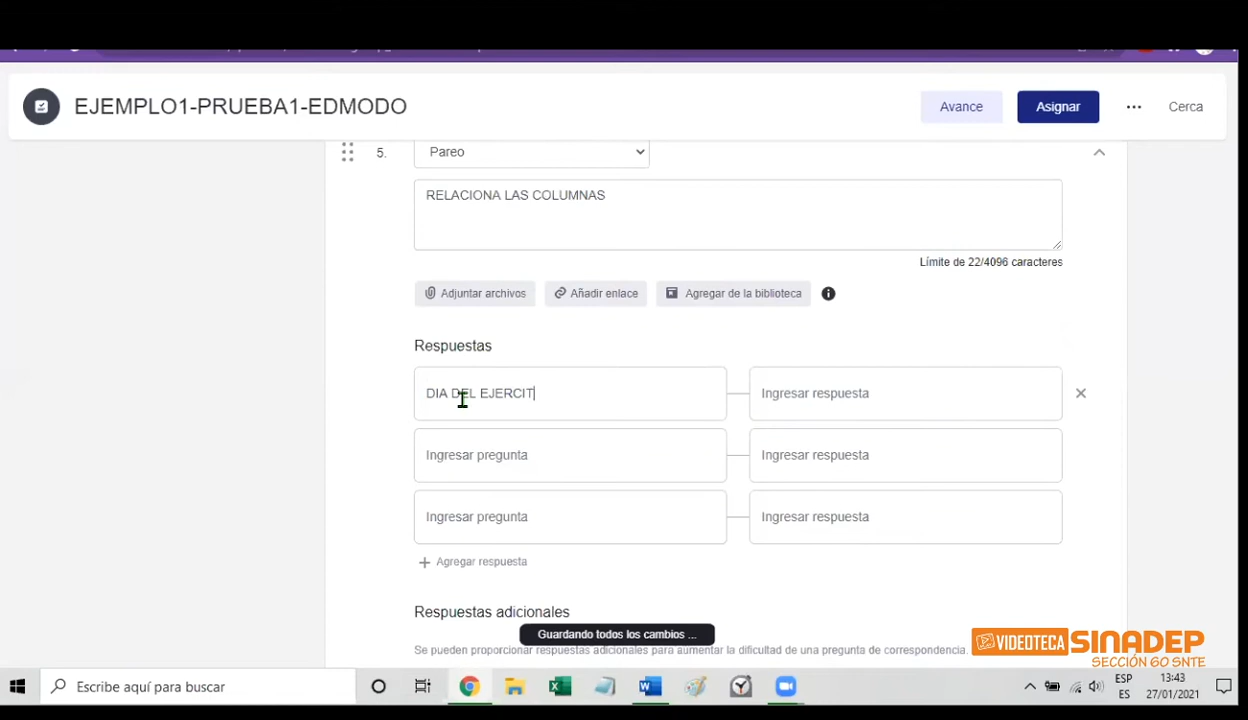 EJEMPLO1-PRUEBA1-EDMODO
Avance
Asignar
Cerca
5.
Pareo
RELACIONA LAS COLUMNAS
Límite de 22/4096 caracteres
Adjuntar archivos
Añadir enlace
Agregar de la biblioteca
Respuestas
DIA DEL EJERCIT
Ingresar respuesta
Ingresar pregunta
Ingresar respuesta
Ingresar pregunta
Ingresar respuesta
Agregar respuesta
Respuestas adicionales
Guardando todos los cambios ...
Se pueden proporcionar respuestas adicionales para aumentar la dificultad de una pregunta de correspondencia.
VIDEOTECA SINADEP
SECCIÓN 60 SNTE
Escribe aquí para buscar
ESP
ES
13:43
27/01/2021